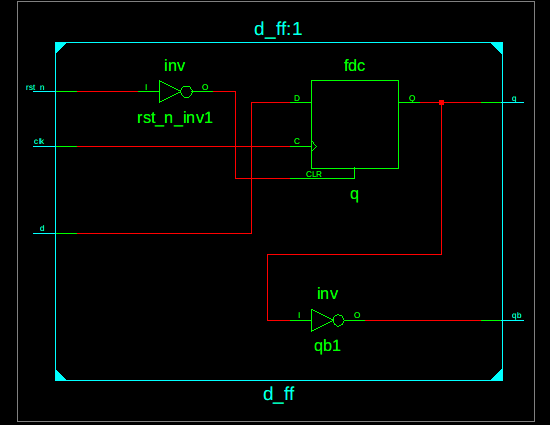 d_ff:1
inv
fdc
rst_n
I
O
D
Q
q
rst_n_inv1
clk
C
CLR
q
d
inv
I
O
qb
qb1
d_ff